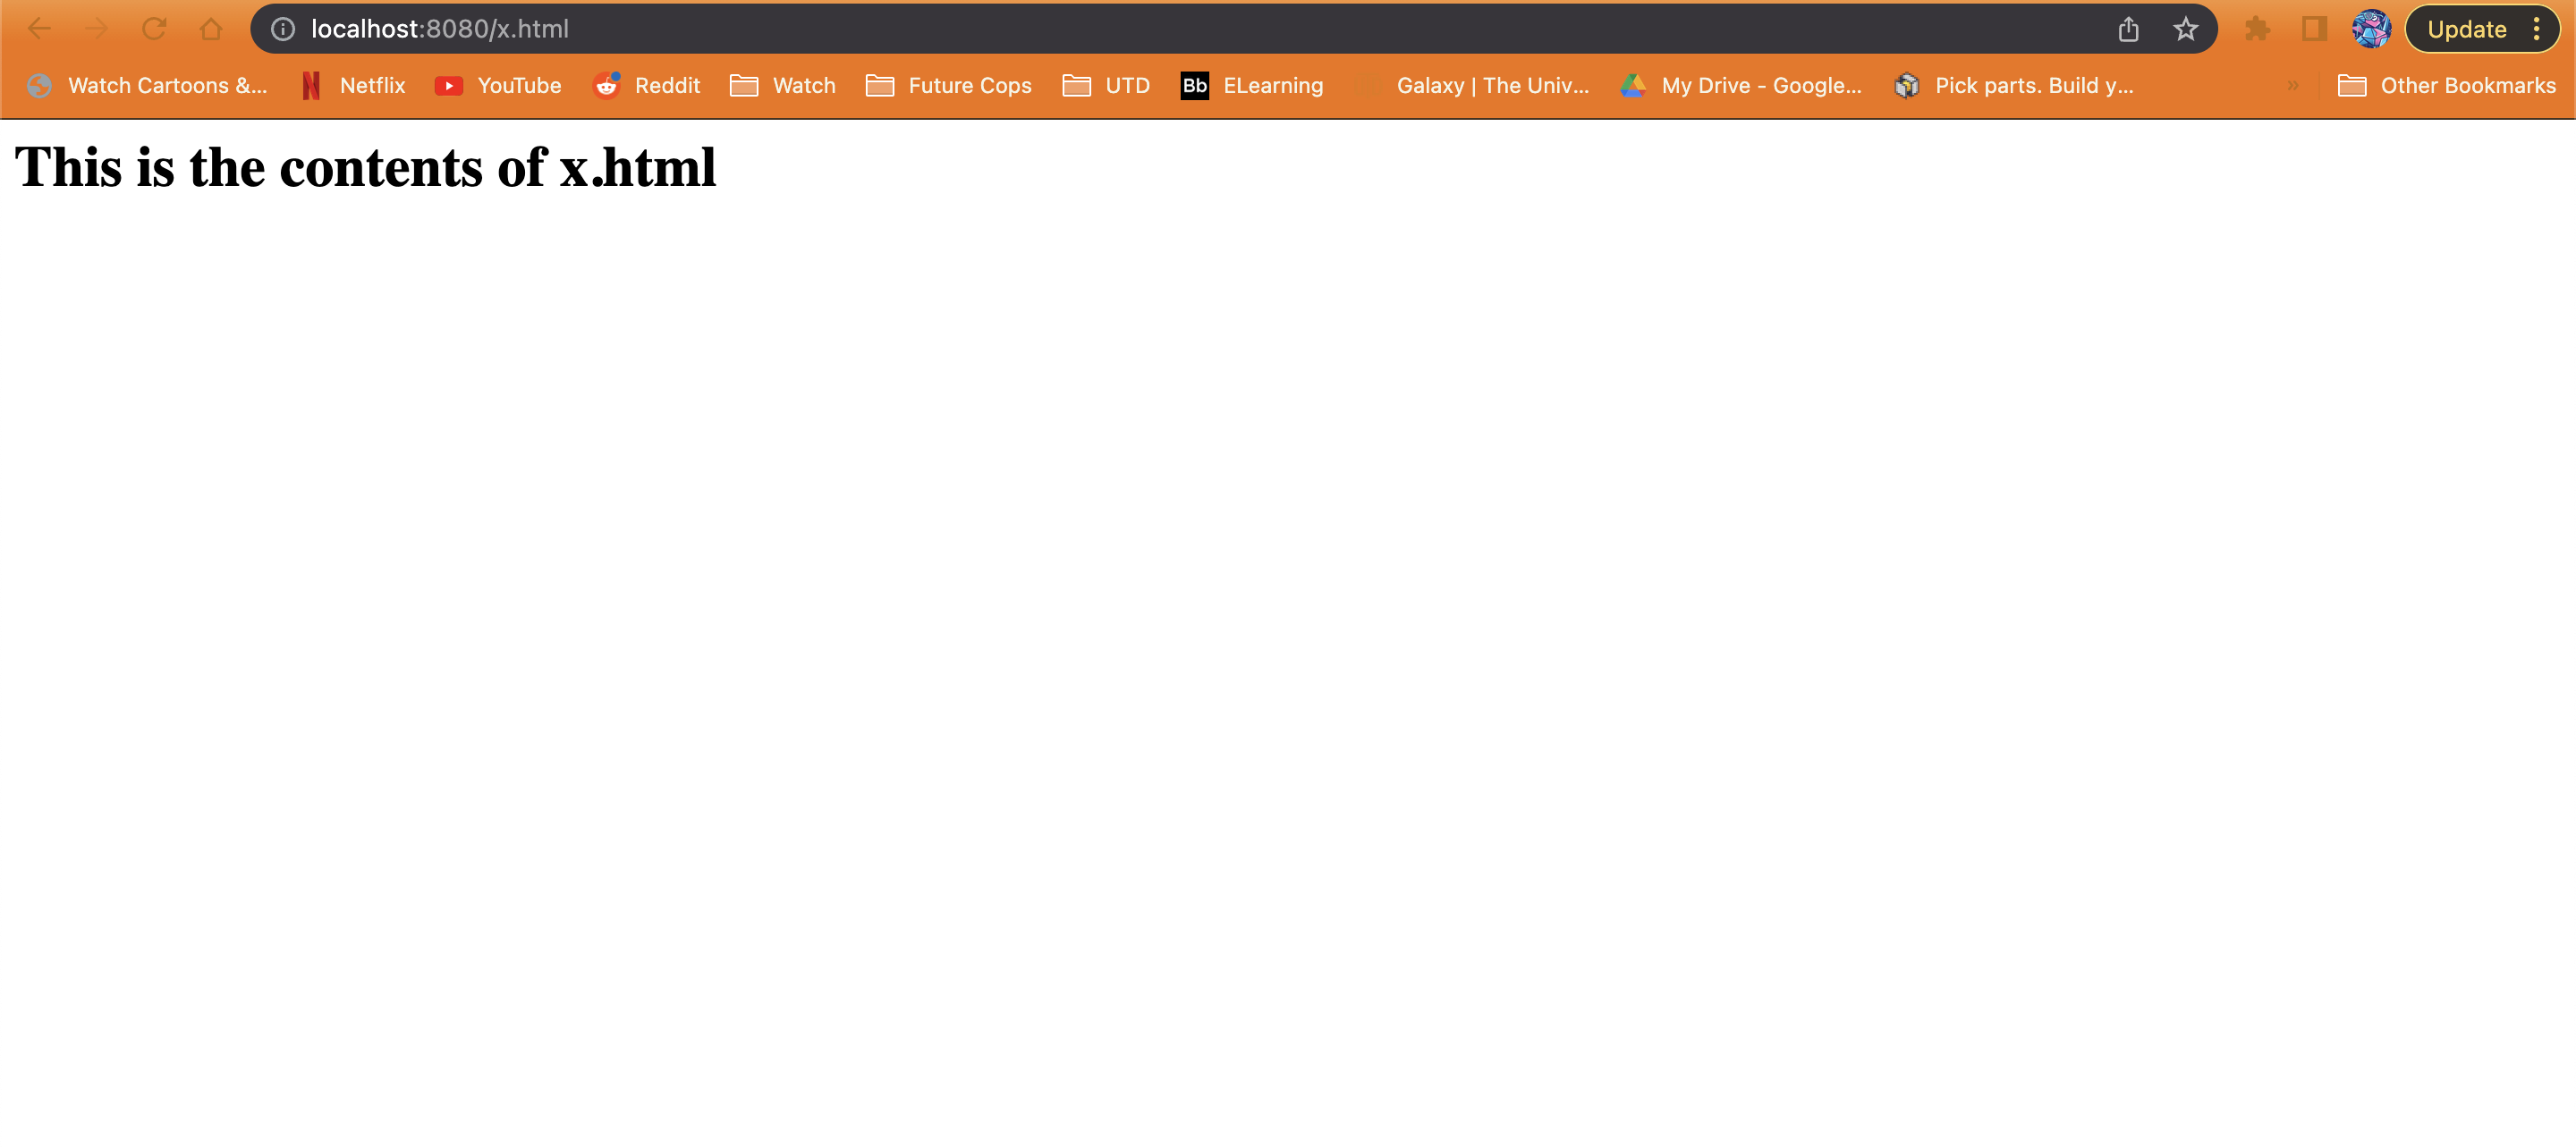 localhost:8080/x.html
Update
Watch Cartoons &... Netflix YouTube Reddit Watch Future Cops UTD Bb ELearning Galaxy | The Univ... My Drive - Google... Pick parts. Build y... » Other Bookmarks
This is the contents of x.html